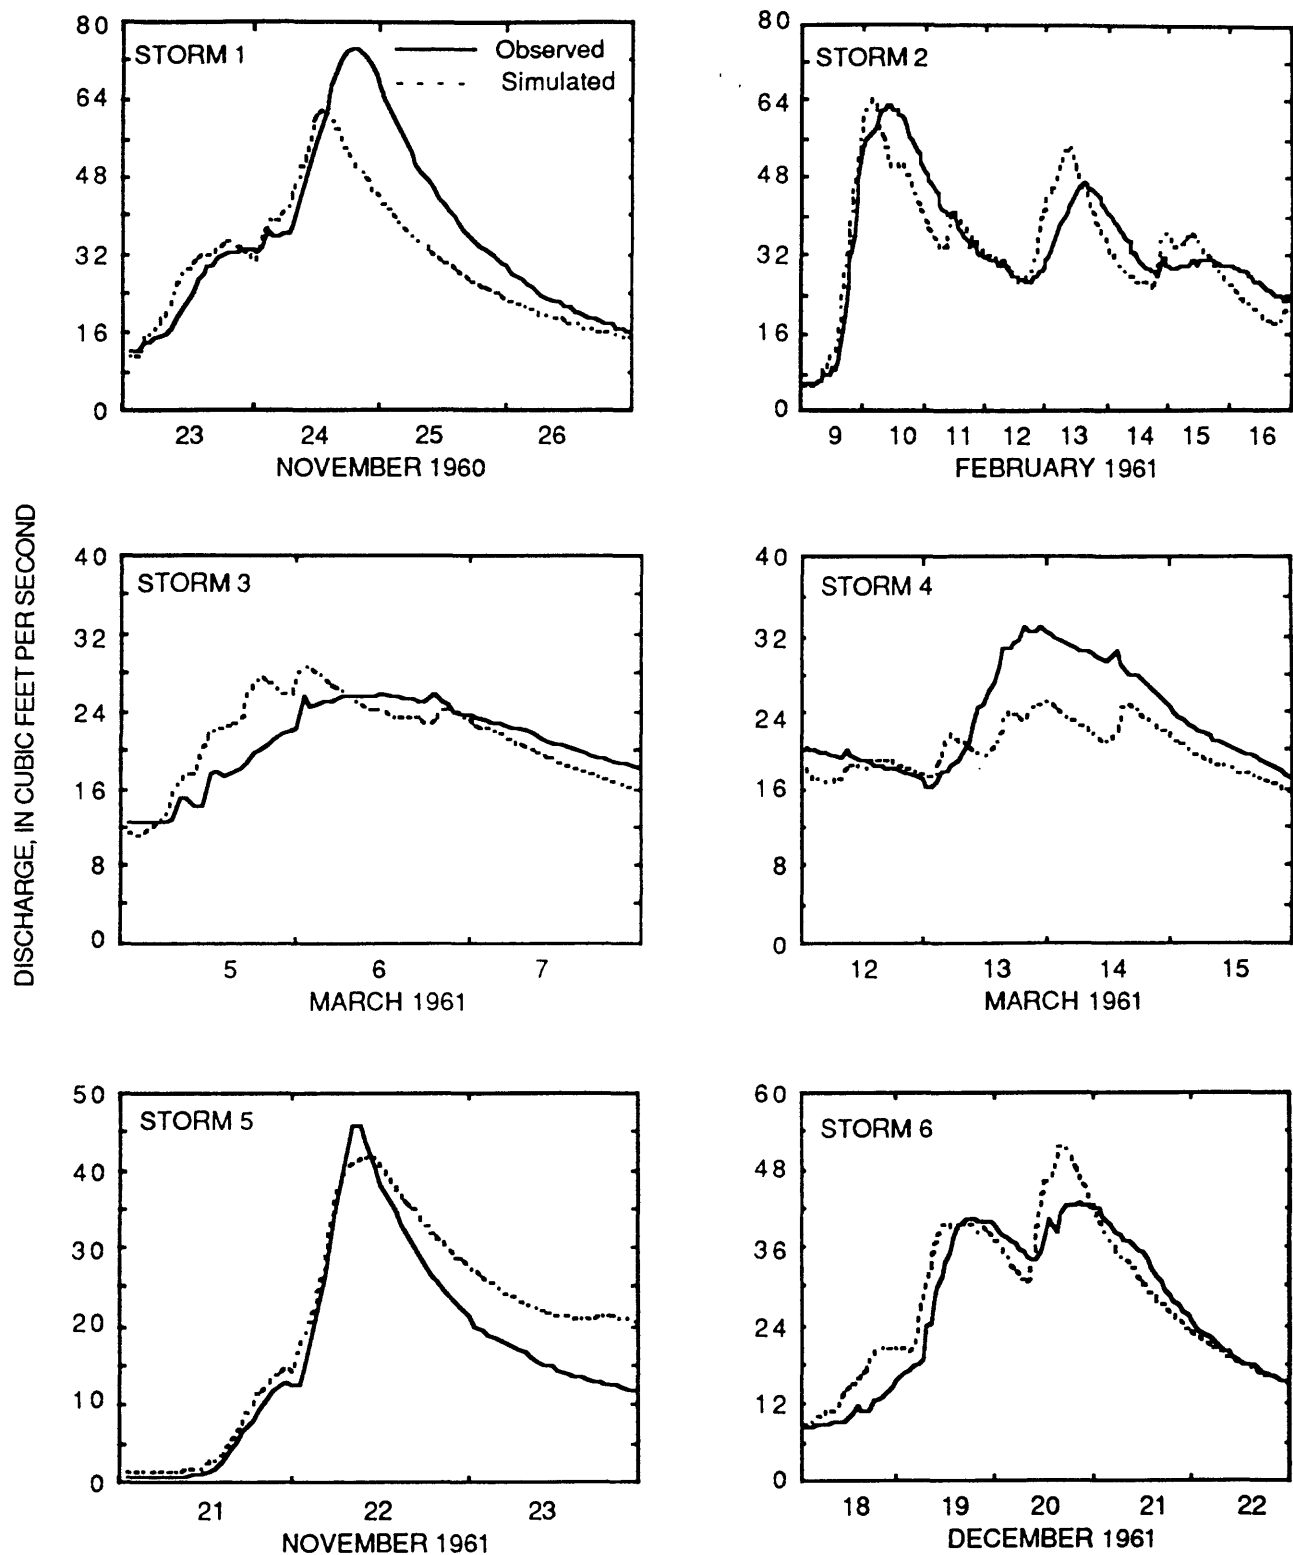 80
64
48
32
16
0
STORM 1
Observed
Simulated
23 24 25 26
NOVEMBER 1960
80
64
48
32
16
0
STORM 2
9 10 11 12 13 14 15 16
FEBRUARY 1961
DISCHARGE, IN CUBIC FEET PER SECOND
40
32
24
16
8
0
STORM 3
5 6 7
MARCH 1961
40
32
24
16
8
0
STORM 4
12 13 14 15
MARCH 1961
50
40
30
20
10
0
STORM 5
21 22 23
NOVEMBER 1961
60
48
36
24
12
0
STORM 6
18 19 20 21 22
DECEMBER 1961